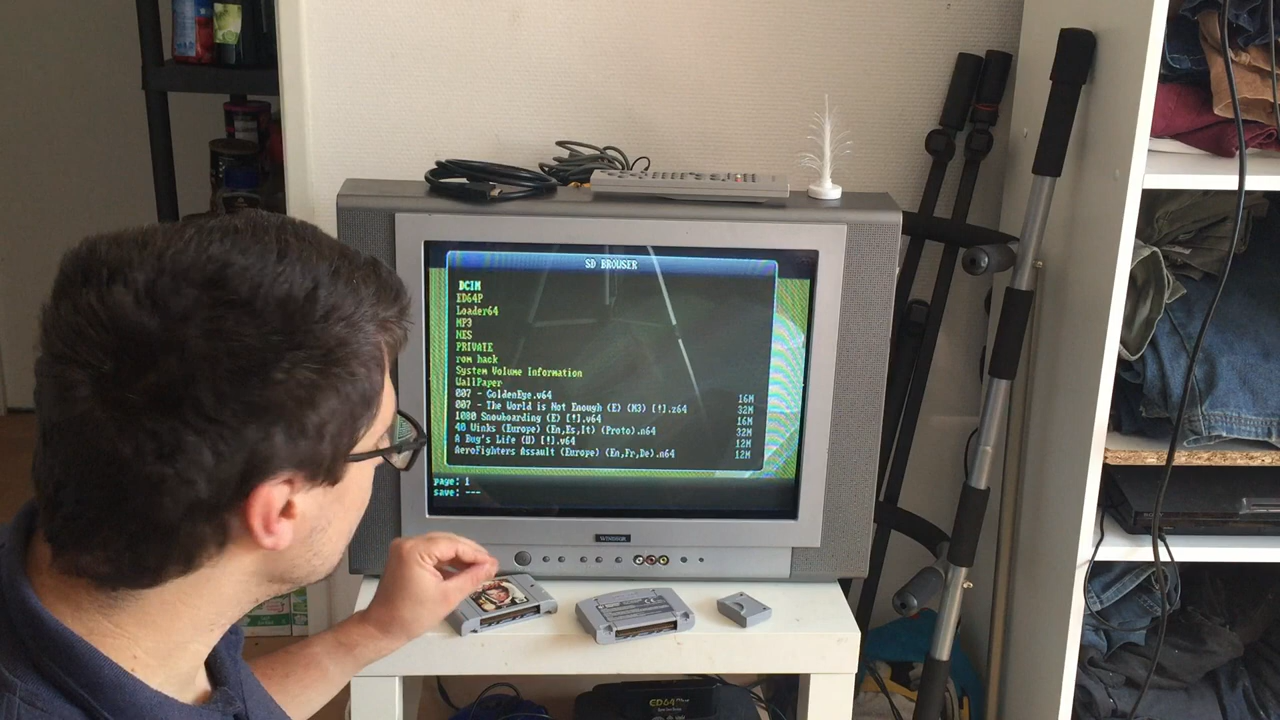 SD BROWSER
DCIM
ED64P
Loader64
MP3
NES
PRIVATE
rom hack
System Volume Information
WallPaper
007 - GoldenEye.v64 16M
007 - The World is Not Enough (E) (M3) [!].z64 32M
1080 Snowboarding (E) [!].v64 16M
40 Winks (Europe) (En,Es,It) (Proto).n64 32M
A Bug's Life (U) [!].v64 12M
AeroFighters Assault (Europe) (En,Fr,De).n64 12M
page: 1
save: ---
WINDSOR
ED64